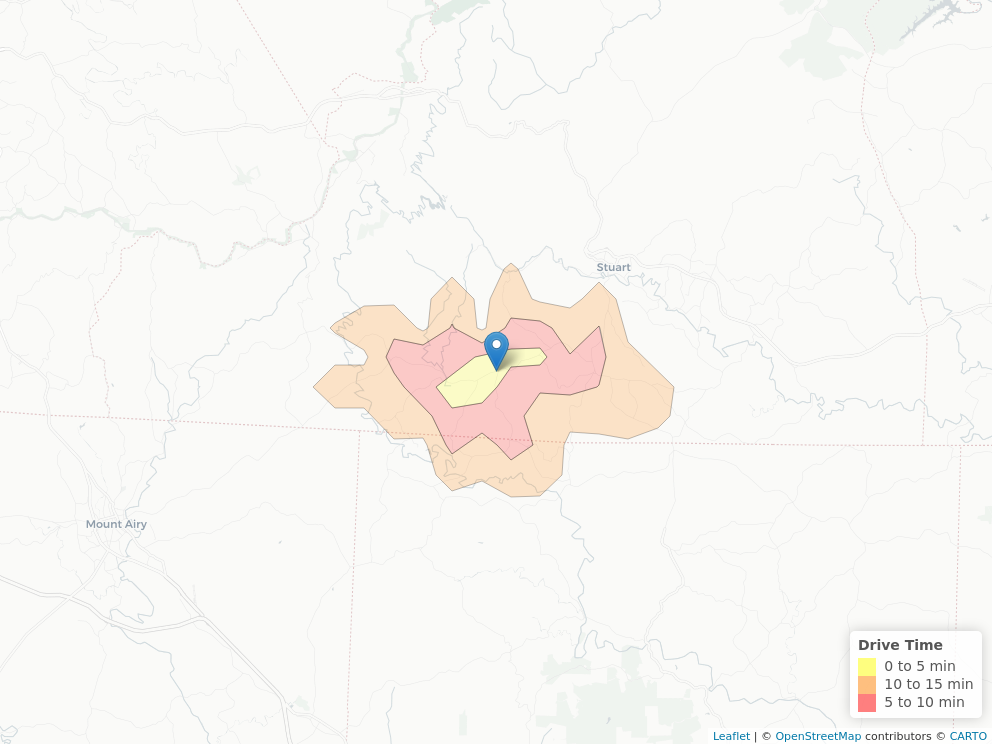 Stuart
Mount Airy
Drive Time
0 to 5 min
10 to 15 min
5 to 10 min
Leaflet | © OpenStreetMap contributors © CARTO